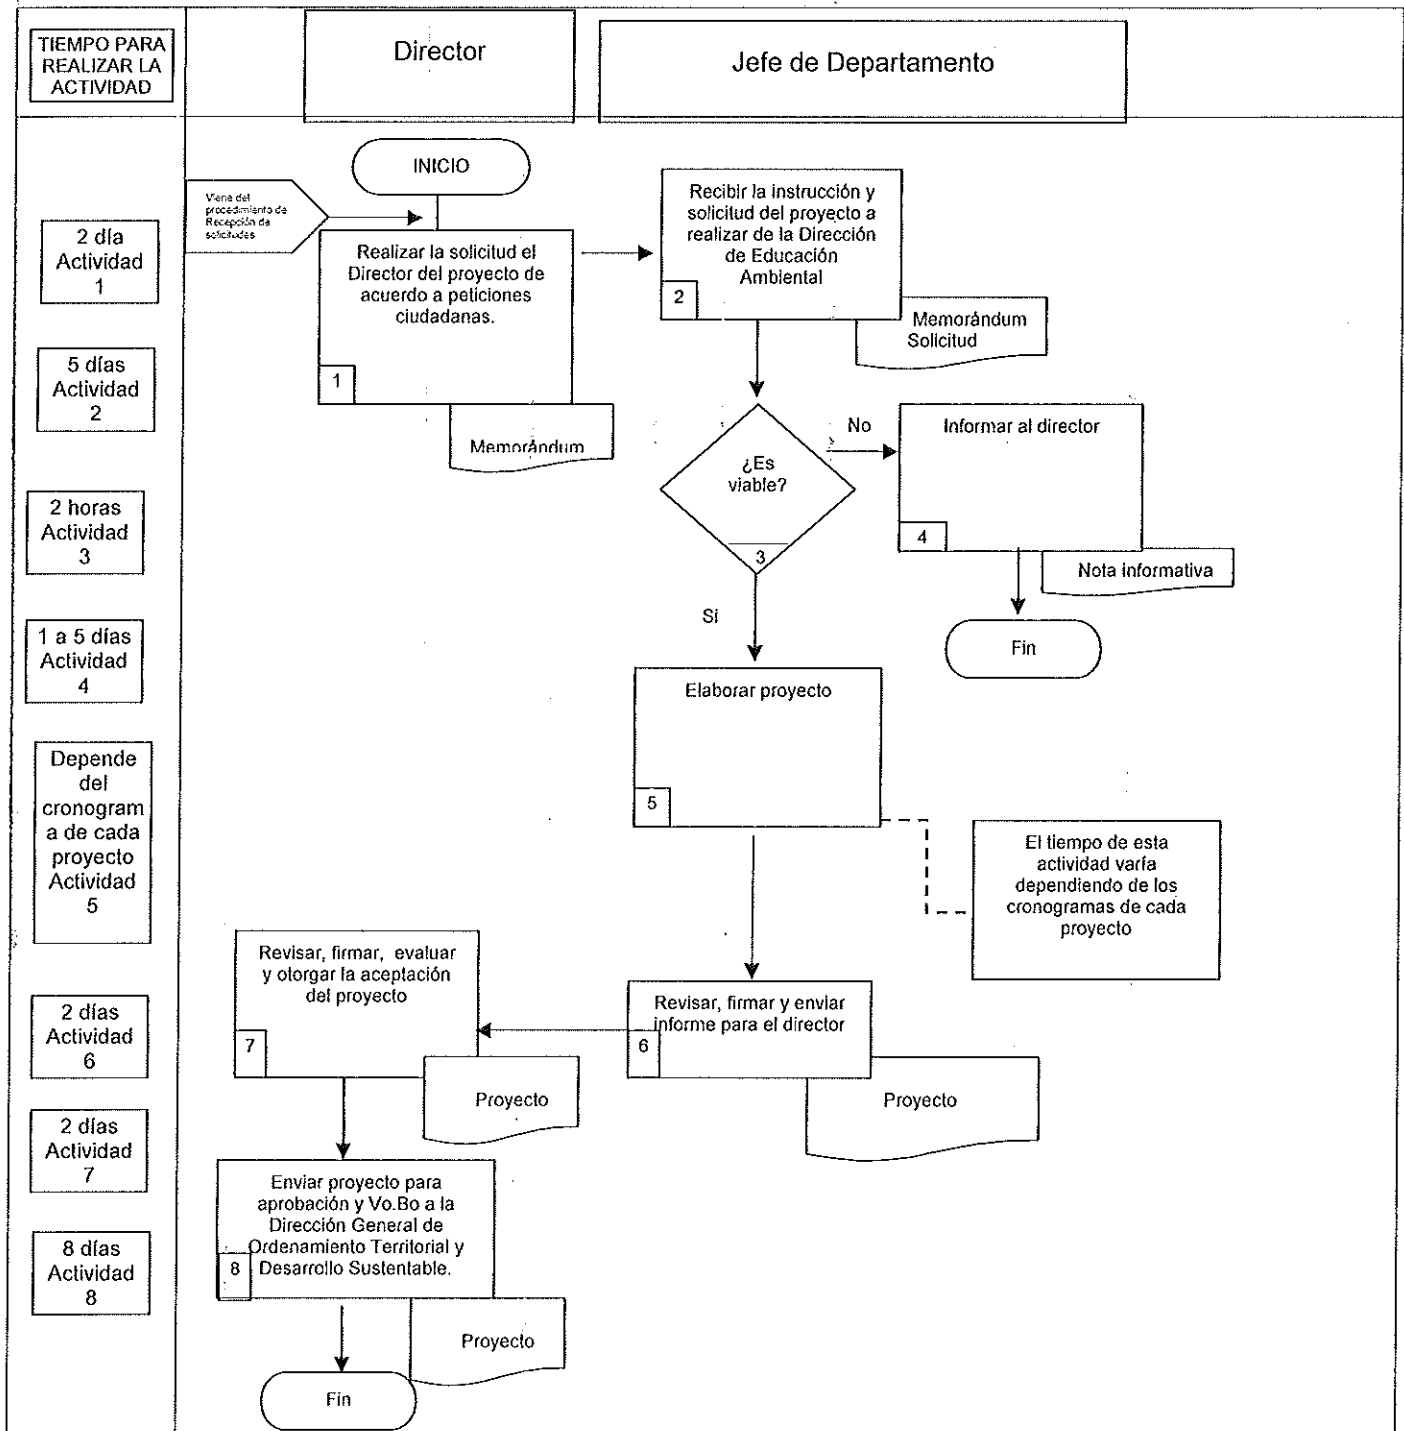 TIEMPO PARA
REALIZAR LA
ACTIVIDAD
Director
Jefe de Departamento
INICIO
Viene del
procedimiento de
Recepción de
solicitudes
2 día
Actividad
1
Realizar la solicitud el
Director del proyecto de
acuerdo a peticiones
ciudadanas.
1
Memorándum
Recibir la instrucción y
solicitud del proyecto a
realizar de la Dirección
de Educación
Ambiental
2
Memorándum
Solicitud
5 días
Actividad
2
¿Es
viable?
3
No
Informar al director
4
Nota informativa
Fin
2 horas
Actividad
3
Sí
1 a 5 días
Actividad
4
Elaborar proyecto
5
Depende
del
cronogram
a de cada
proyecto
Actividad
5
El tiempo de esta
actividad varía
dependiendo de los
cronogramas de cada
proyecto
Revisar, firmar y enviar
informe para el director
6
Proyecto
Revisar, firmar, evaluar
y otorgar la aceptación
del proyecto
7
Proyecto
2 días
Actividad
6
2 días
Actividad
7
Enviar proyecto para
aprobación y Vo.Bo a la
Dirección General de
Ordenamiento Territorial y
Desarrollo Sustentable.
8
Proyecto
8 días
Actividad
8
Fin